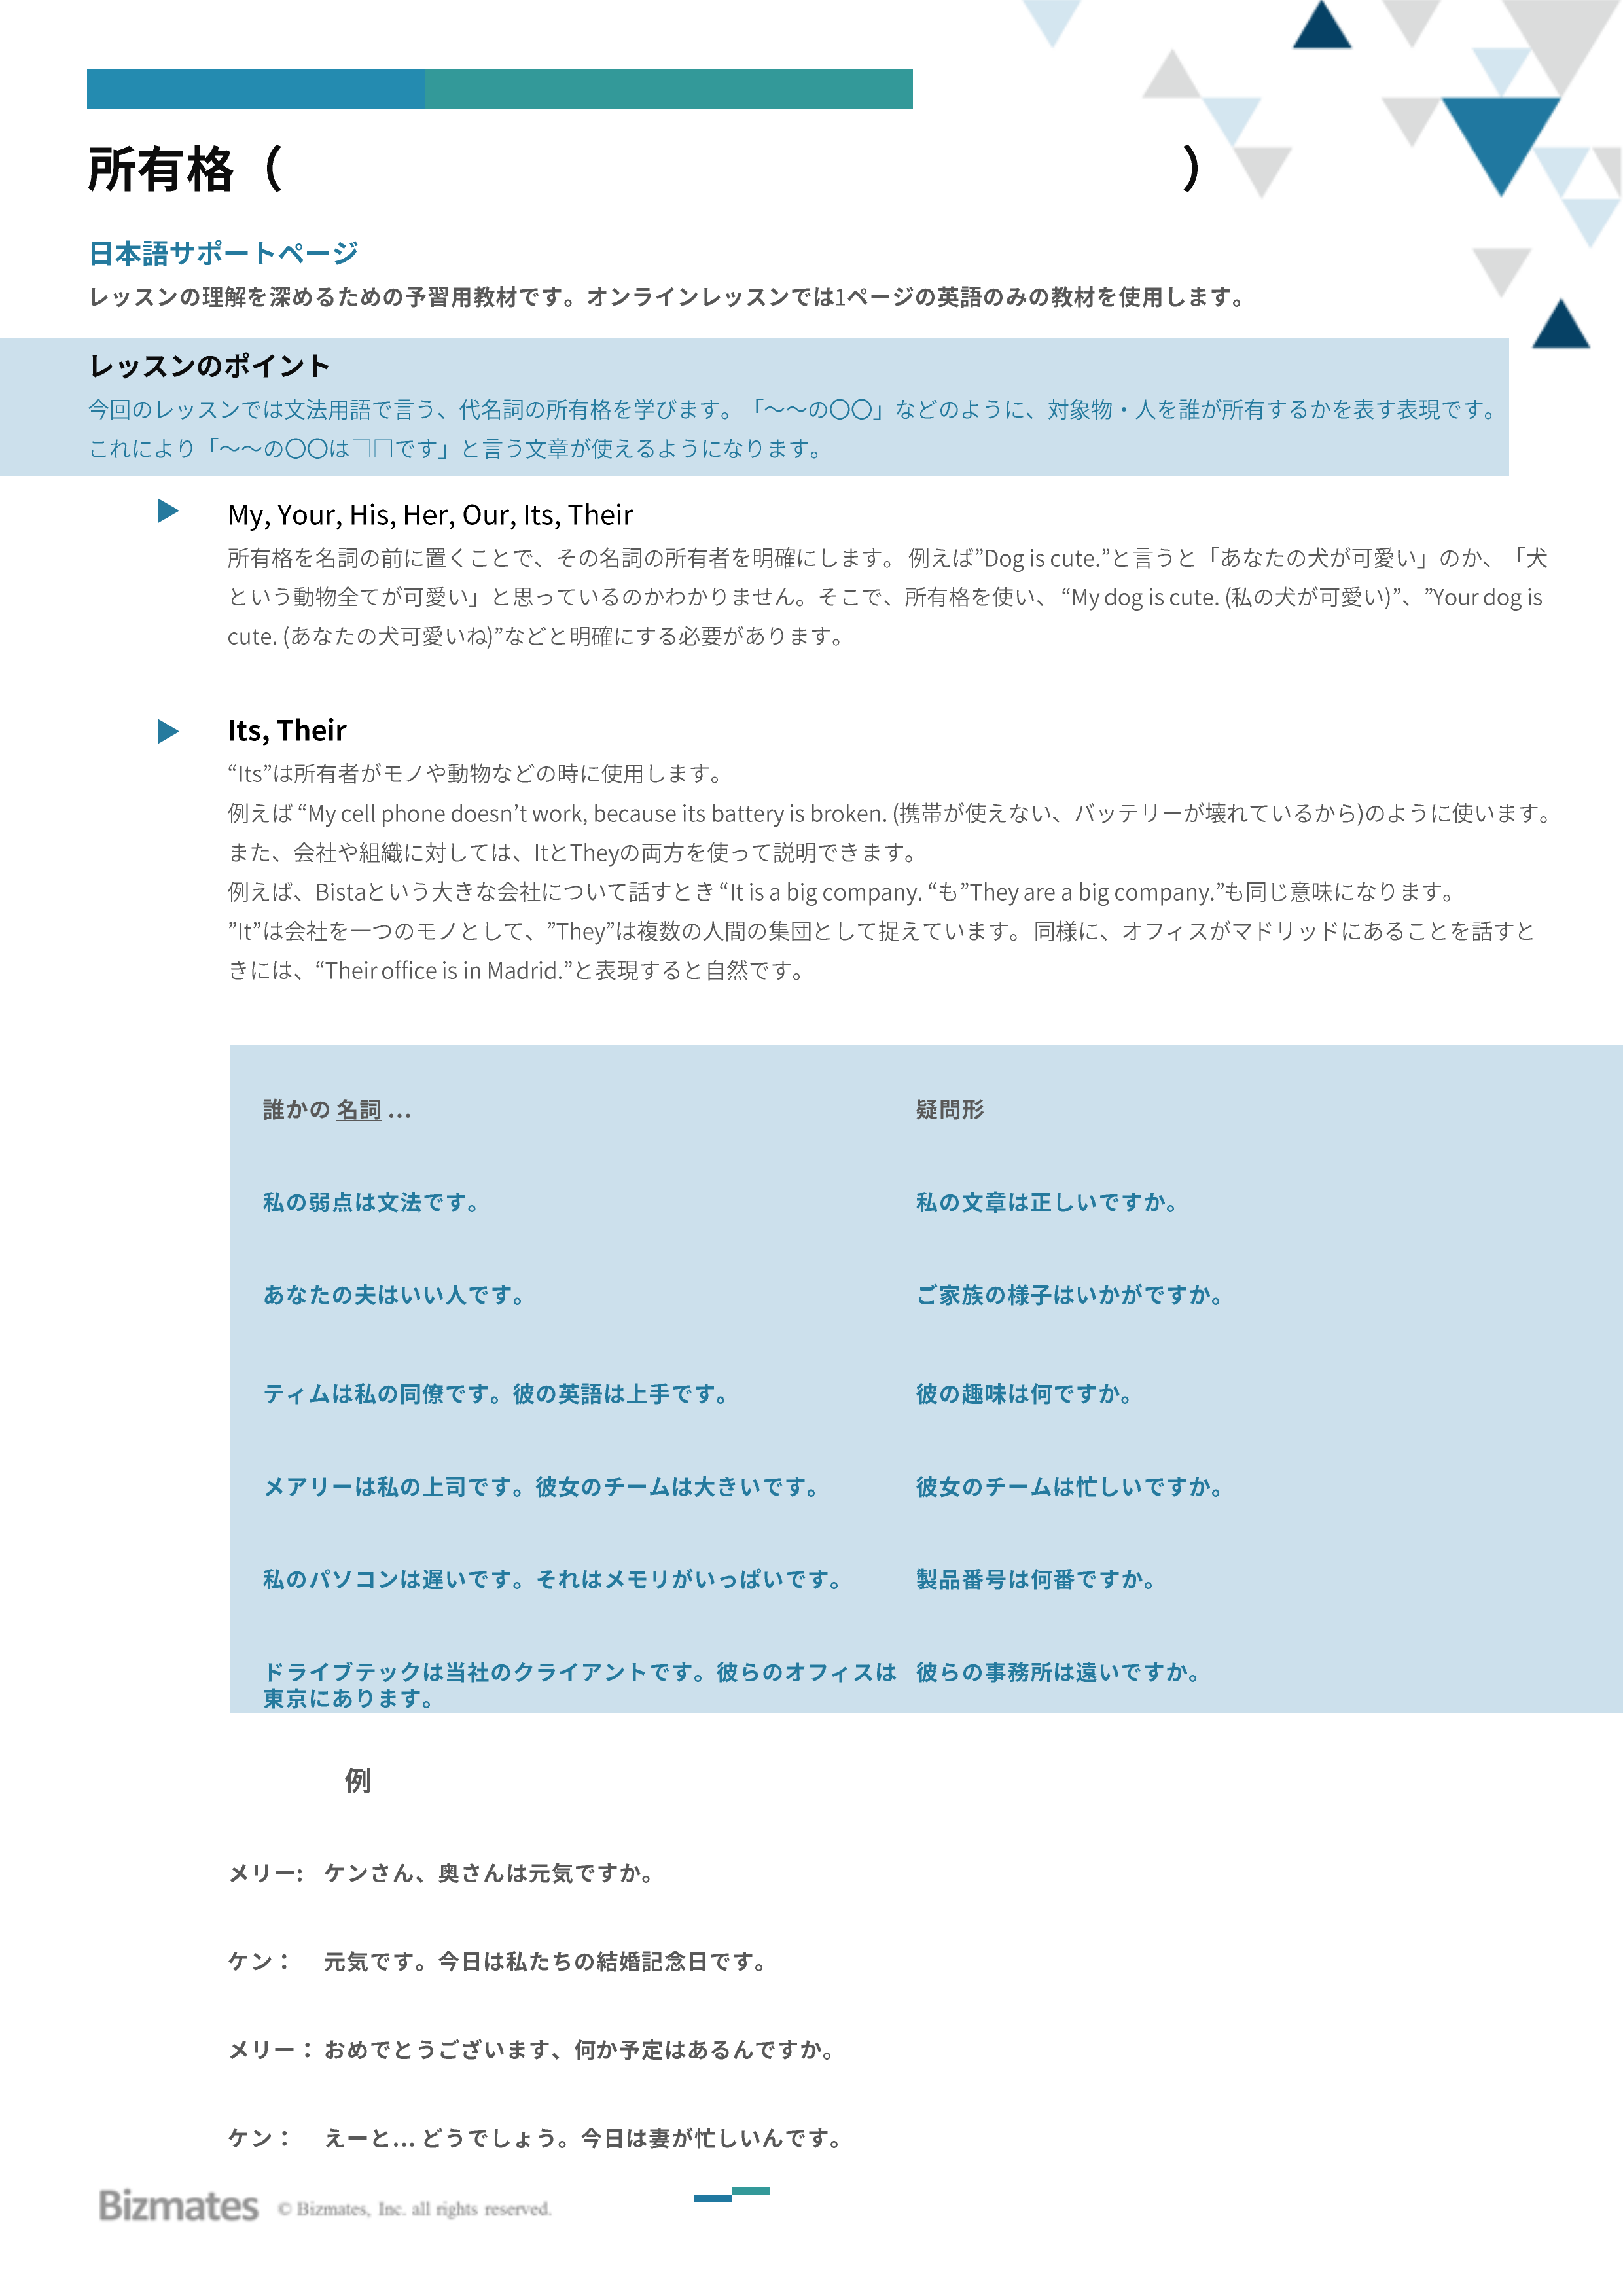 所有格（ ）
日本語サポートページ
レッスンの理解を深めるための予習用教材です。オンラインレッスンでは1ページの英語のみの教材を使用します。
レッスンのポイント
今回のレッスンでは文法用語で言う、代名詞の所有格を学びます。「～～の〇〇」などのように、対象物・人を誰が所有するかを表す表現です。
これにより「～～の〇〇は□□です」と言う文章が使えるようになります。
My, Your, His, Her, Our, Its, Their
所有格を名詞の前に置くことで、その名詞の所有者を明確にします。 例えば”Dog is cute.”と言うと「あなたの犬が可愛い」のか、「犬
という動物全てが可愛い」と思っているのかわかりません。そこで、所有格を使い、 “My dog is cute. (私の犬が可愛い)”、”Your dog is
cute. (あなたの犬可愛いね)”などと明確にする必要があります。
Its, Their
“Its”は所有者がモノや動物などの時に使用します。
例えば “My cell phone doesn’t work, because its battery is broken. (携帯が使えない、バッテリーが壊れているから)のように使います。
また、会社や組織に対しては、ItとTheyの両方を使って説明できます。
例えば、Bistaという大きな会社について話すとき “It is a big company. “も”They are a big company.”も同じ意味になります。
”It”は会社を一つのモノとして、”They”は複数の人間の集団として捉えています。 同様に、オフィスがマドリッドにあることを話すと
きには、“Their office is in Madrid.”と表現すると自然です。
誰かの 名詞 … 疑問形
私の弱点は文法です。 私の文章は正しいですか。
あなたの夫はいい人です。 ご家族の様子はいかがですか。
ティムは私の同僚です。彼の英語は上手です。 彼の趣味は何ですか。
メアリーは私の上司です。彼女のチームは大きいです。 彼女のチームは忙しいですか。
私のパソコンは遅いです。それはメモリがいっぱいです。 製品番号は何番ですか。
ドライブテックは当社のクライアントです。彼らのオフィスは 彼らの事務所は遠いですか。
東京にあります。
例
メリー: ケンさん、奥さんは元気ですか。
ケン： 元気です。今日は私たちの結婚記念日です。
メリー： おめでとうございます、何か予定はあるんですか。
ケン： えーと… どうでしょう。今日は妻が忙しいんです。
Bizmates © Bizmates, Inc. all rights reserved.